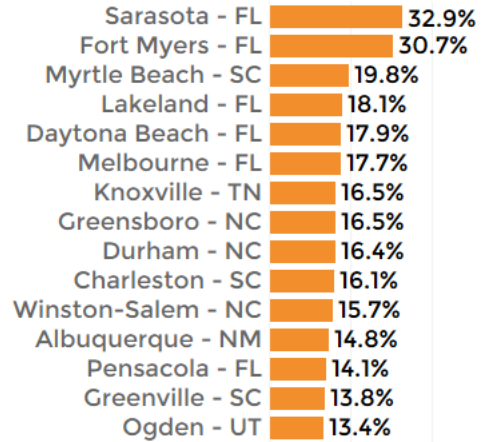 Sarasota - FL 32.9%
Fort Myers - FL 30.7%
Myrtle Beach - SC 19.8%
Lakeland - FL 18.1%
Daytona Beach - FL 17.9%
Melbourne - FL 17.7%
Knoxville - TN 16.5%
Greensboro - NC 16.5%
Durham - NC 16.4%
Charleston - SC 16.1%
Winston-Salem - NC 15.7%
Albuquerque - NM 14.8%
Pensacola - FL 14.1%
Greenville - SC 13.8%
Ogden - UT 13.4%